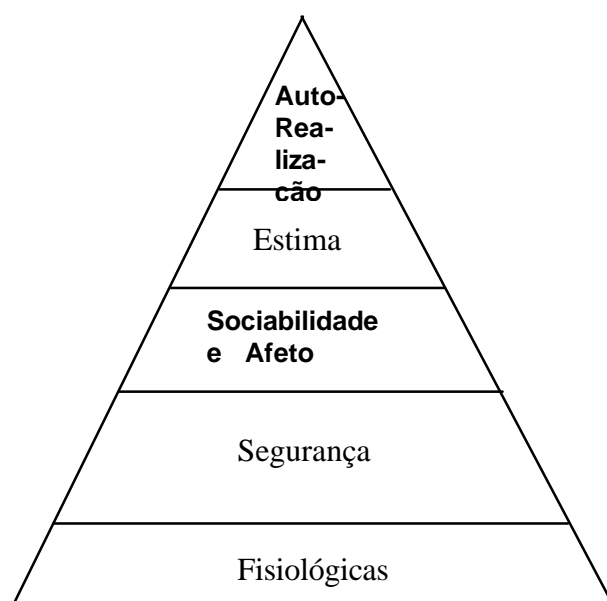 Auto-
Rea-
liza-
ção
Estima
Sociabilidade
e Afeto
Segurança
Fisiológicas